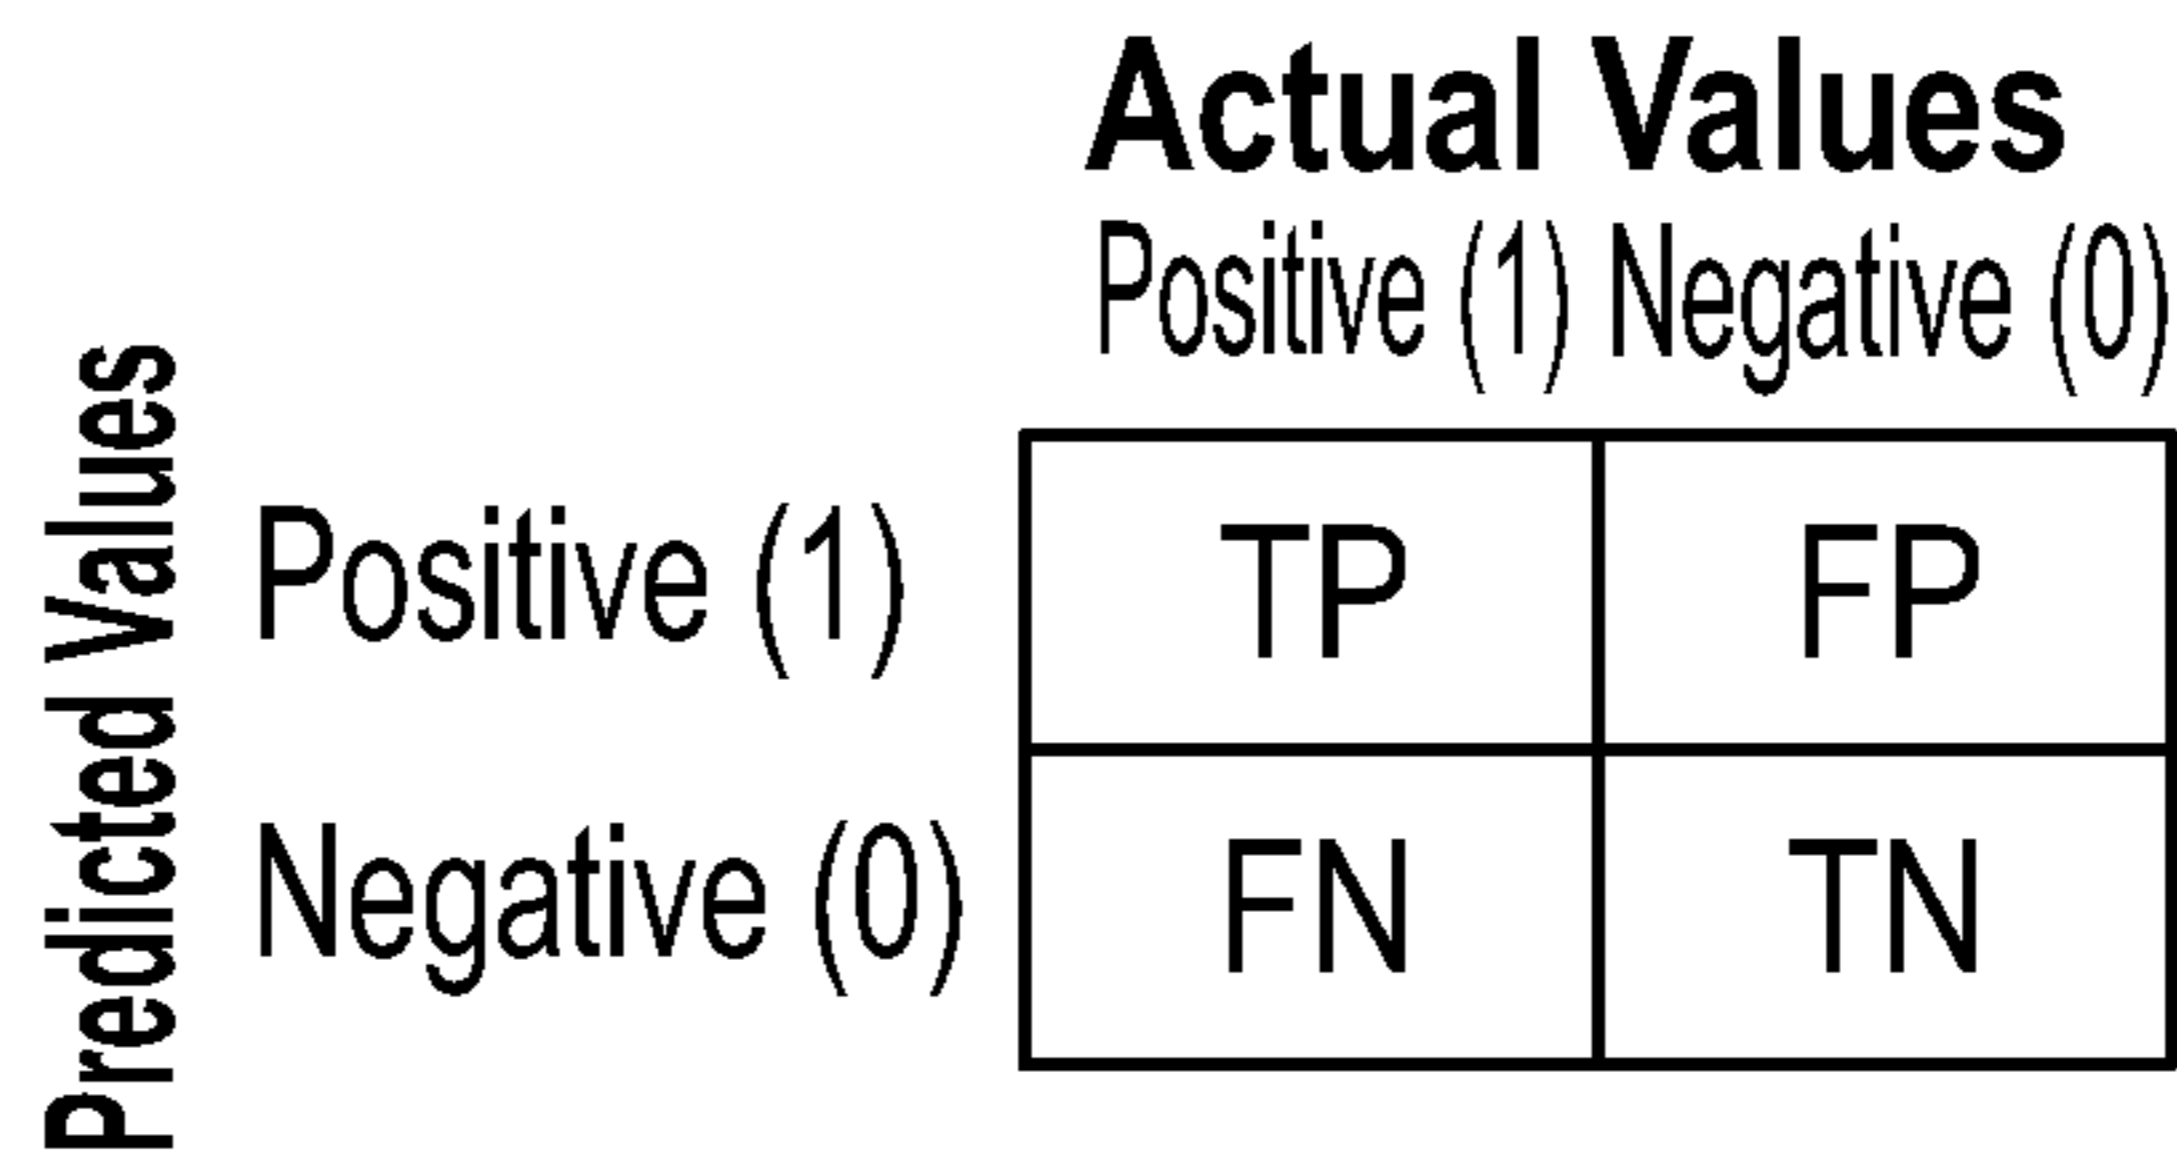 Actual Values
Positive (1) Negative (0)
Predicted Values
Positive (1) TP FP
Negative (0) FN TN